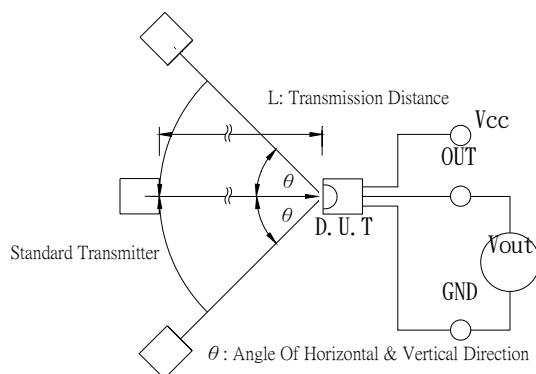 L: Transmission Distance
Vcc
OUT
θ
θ
D.U.T
Standard Transmitter
Vout
GND
θ : Angle Of Horizontal & Vertical Direction